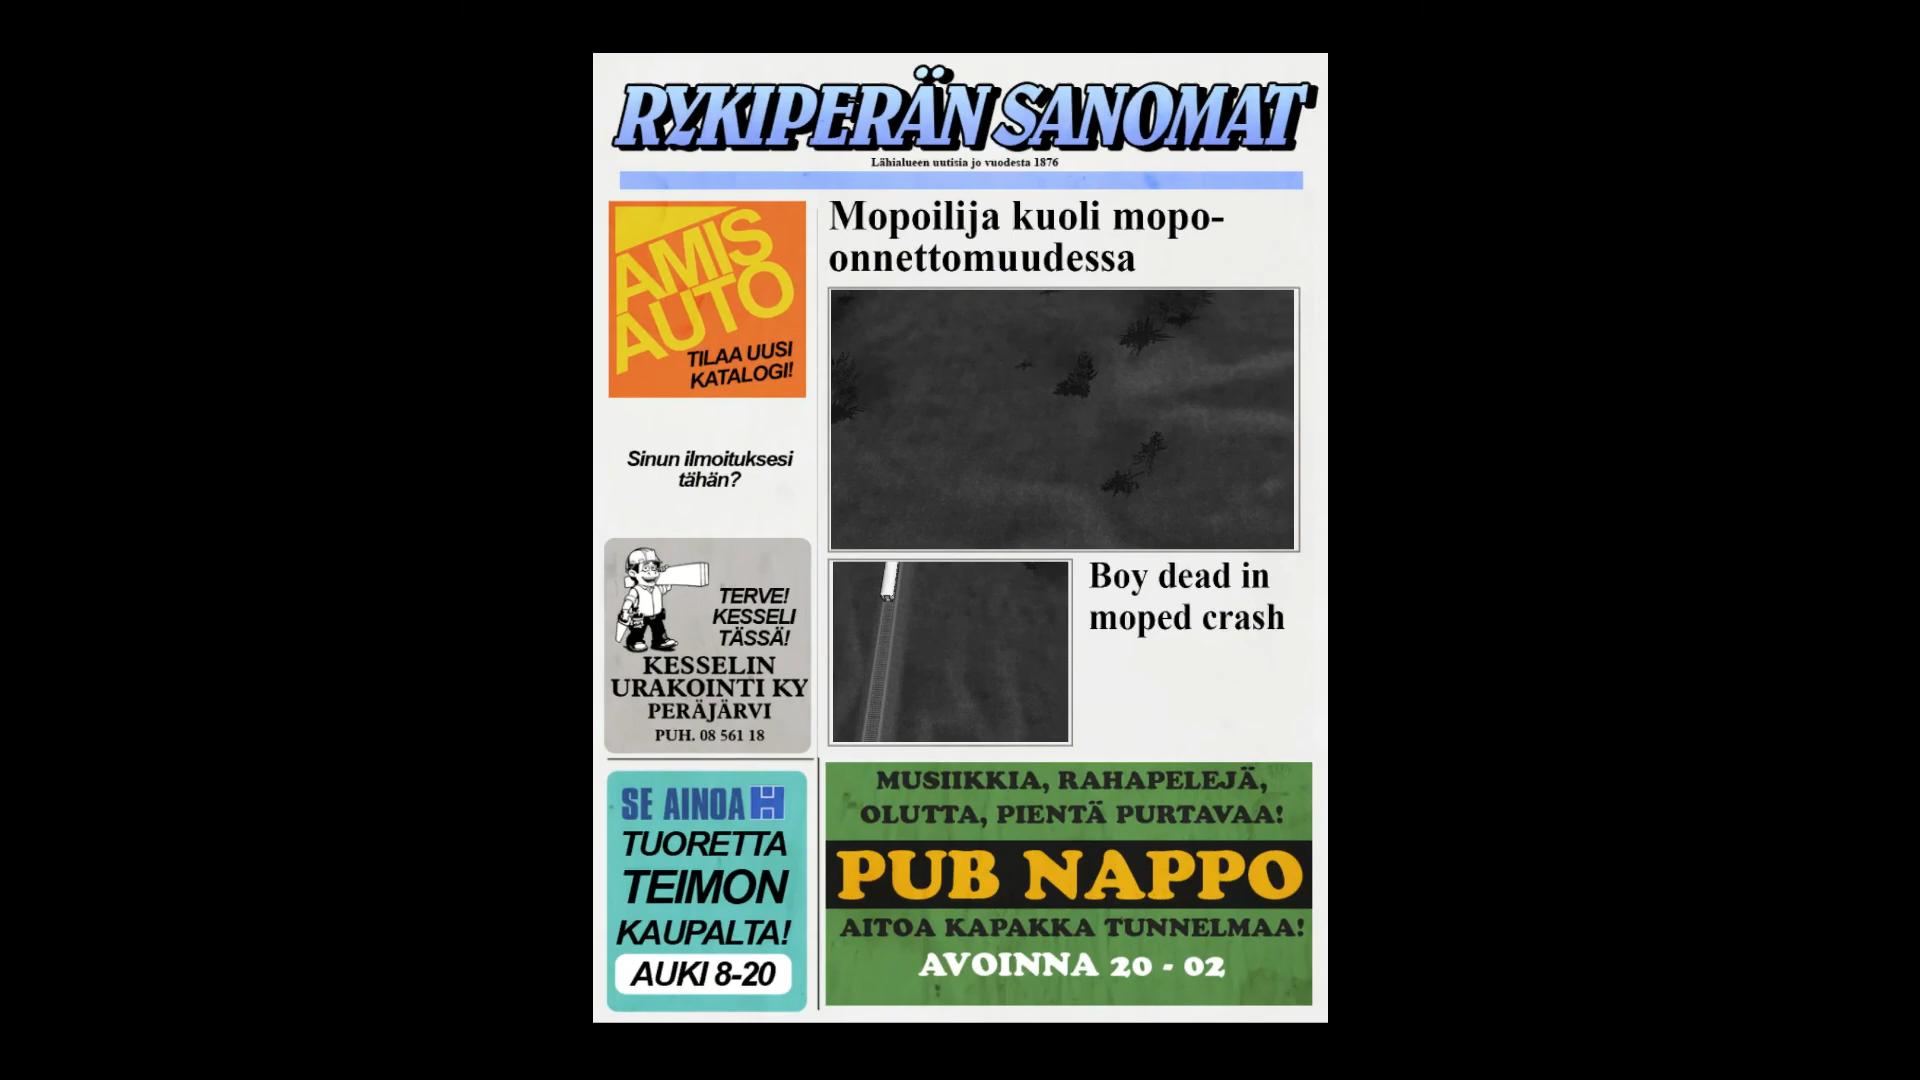 RYKIPERÄN SANOMAT
Lähialueen uutisia jo vuodesta 1876
AMIS
AUTO
TILAA UUSI
KATALOGI!
Sinun ilmoituksesi
tähän?
TERVE!
KESSELI
TÄSSÄ!
KESSELIN
URAKOINTI KY
PERÄJÄRVI
PUH. 08 561 18
SE AINOA H
TUORETTA
TEIMON
KAUPALTA!
AUKI 8-20
Mopoilija kuoli mopo-
onnettomuudessa
Boy dead in
moped crash
MUSIIKKIA, RAHAPELEJÄ,
OLUTTA, PIENTÄ PURTAVAA!
PUB NAPPO
AITOA KAPAKKA TUNNELMAA!
AVOINNA 20 - 02